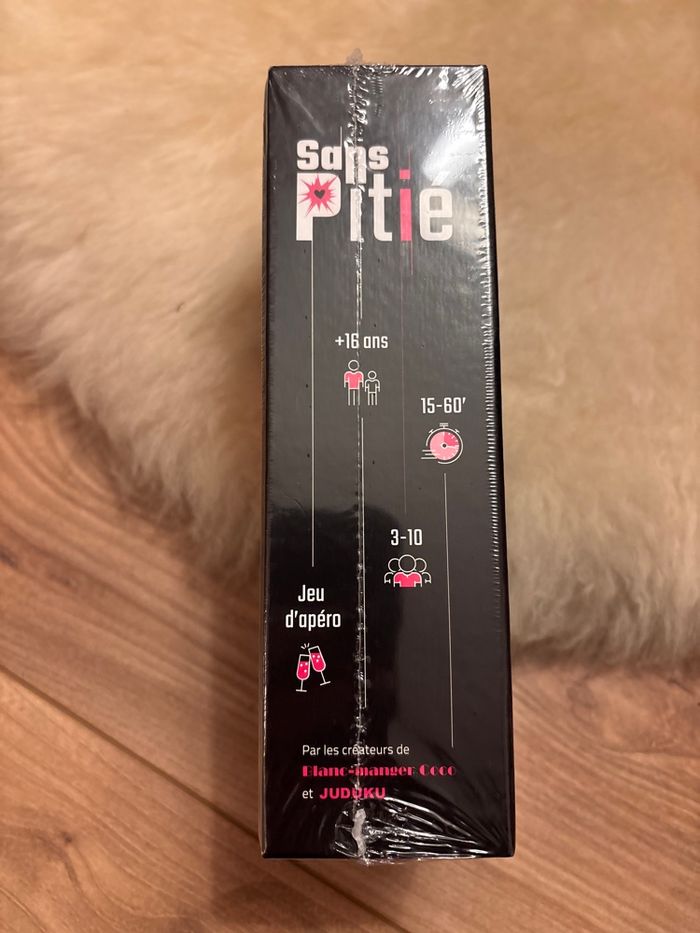 Sans
Pitié
+16 ans
15-60'
3-10
Jeu
d'apéro
Par les créateurs de
Blanc-manger Coco
et JUDUKU